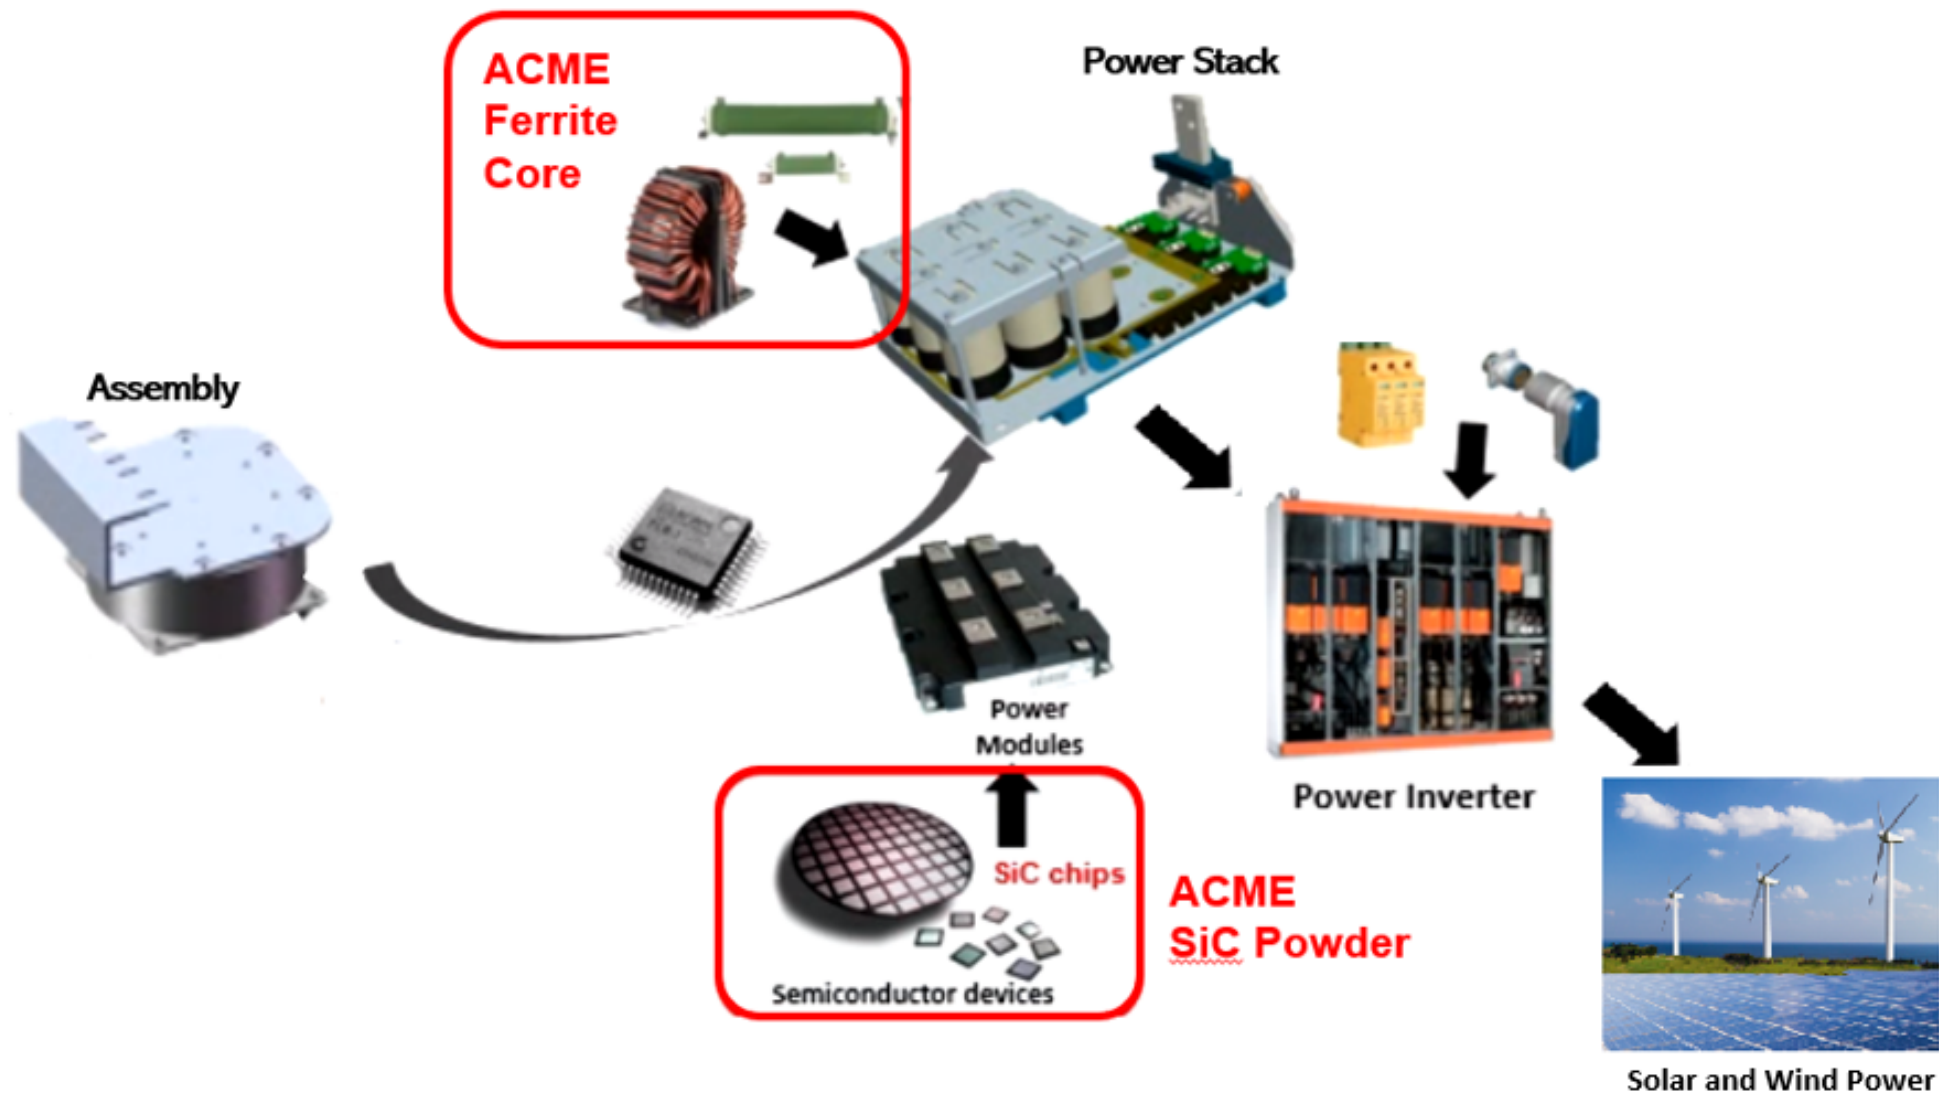 ACME
Ferrite
Core
Power Stack
Assembly
Power
Modules
SiC chips
Semiconductor devices
ACME
SiC Powder
Power Inverter
Solar and Wind Power